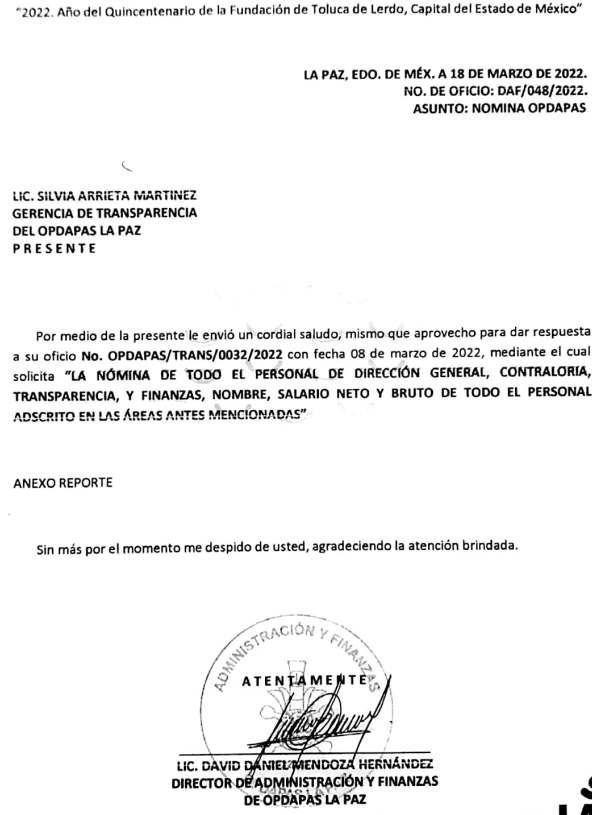 "2022. Año del Quincentenario de la Fundación de Toluca de Lerdo, Capital del Estado de México"
LA PAZ, EDO. DE MÉX. A 18 DE MARZO DE 2022.
NO. DE OFICIO: DAF/048/2022.
ASUNTO: NOMINA OPDAPAS
LIC. SILVIA ARRIETA MARTINEZ
GERENCIA DE TRANSPARENCIA
DEL OPDAPAS LA PAZ
P R E S E N T E
Por medio de la presente le envió un cordial saludo, mismo que aprovecho para dar respuesta
a su oficio No. OPDAPAS/TRANS/0032/2022 con fecha 08 de marzo de 2022, mediante el cual
solicita "LA NÓMINA DE TODO EL PERSONAL DE DIRECCIÓN GENERAL, CONTRALORIA,
TRANSPARENCIA, Y FINANZAS, NOMBRE, SALARIO NETO Y BRUTO DE TODO EL PERSONAL
ADSCRITO EN LAS ÁREAS ANTES MENCIONADAS"
ANEXO REPORTE
Sin más por el momento me despido de usted, agradeciendo la atención brindada.
ADMINISTRACIÓN Y FINANZAS
A T E N T A M E N T E
LIC. DAVID DANIEL MENDOZA HERNÁNDEZ
DIRECTOR DE ADMINISTRACIÓN Y FINANZAS
DE OPDAPAS LA PAZ